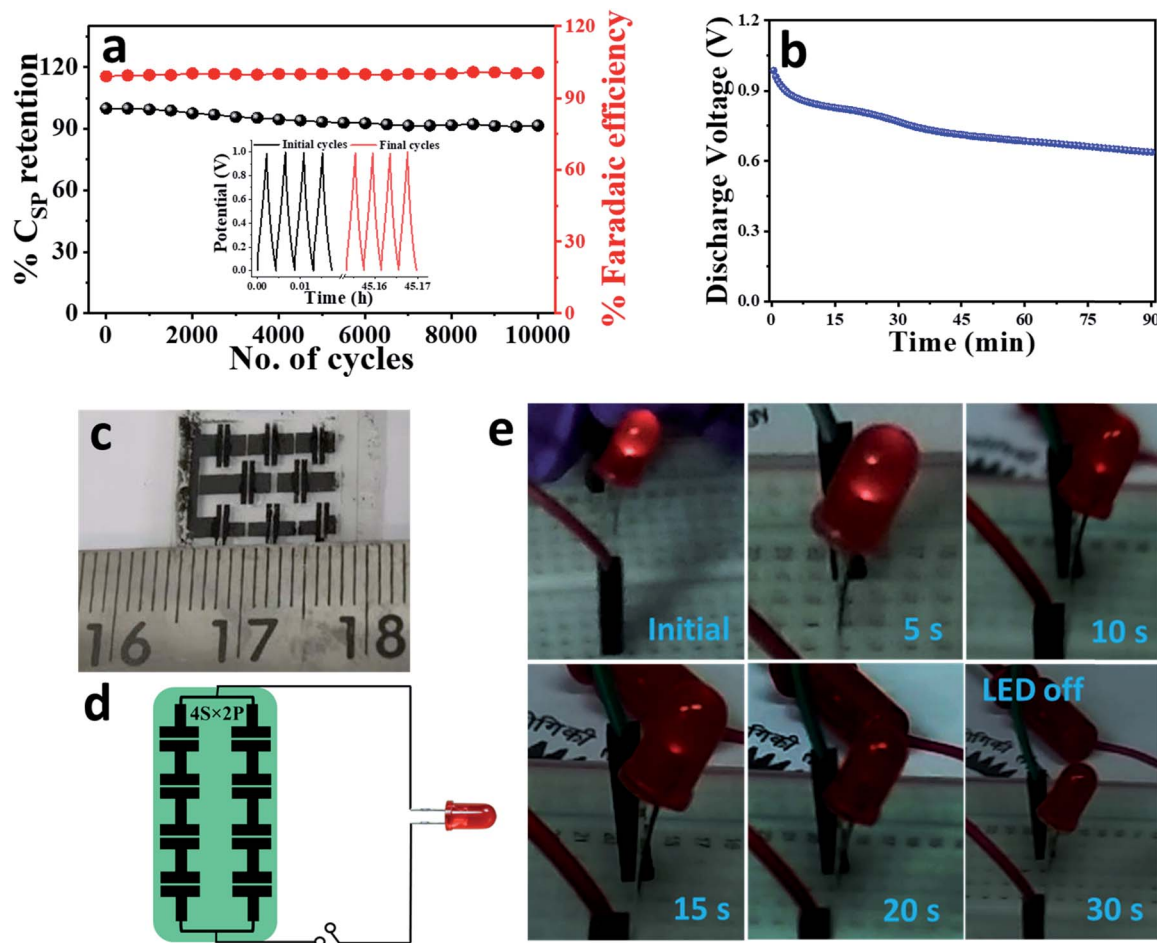 a
% C_SP retention
120
90
60
30
0
% Faradaic efficiency
120
90
60
30
0
0 2000 4000 6000 8000 10000
No. of cycles
Initial cycles Final cycles
Potential (V)
1.0
0.8
0.6
0.4
0.2
0.0
0.00 0.01 45.16 45.17
Time (h)
b
Discharge Voltage (V)
1.2
0.9
0.6
0.3
0.0
0 15 30 45 60 75 90
Time (min)
c
16 17 18
d
4S×2P
e
Initial
5 s
10 s
15 s
20 s
LED off
30 s